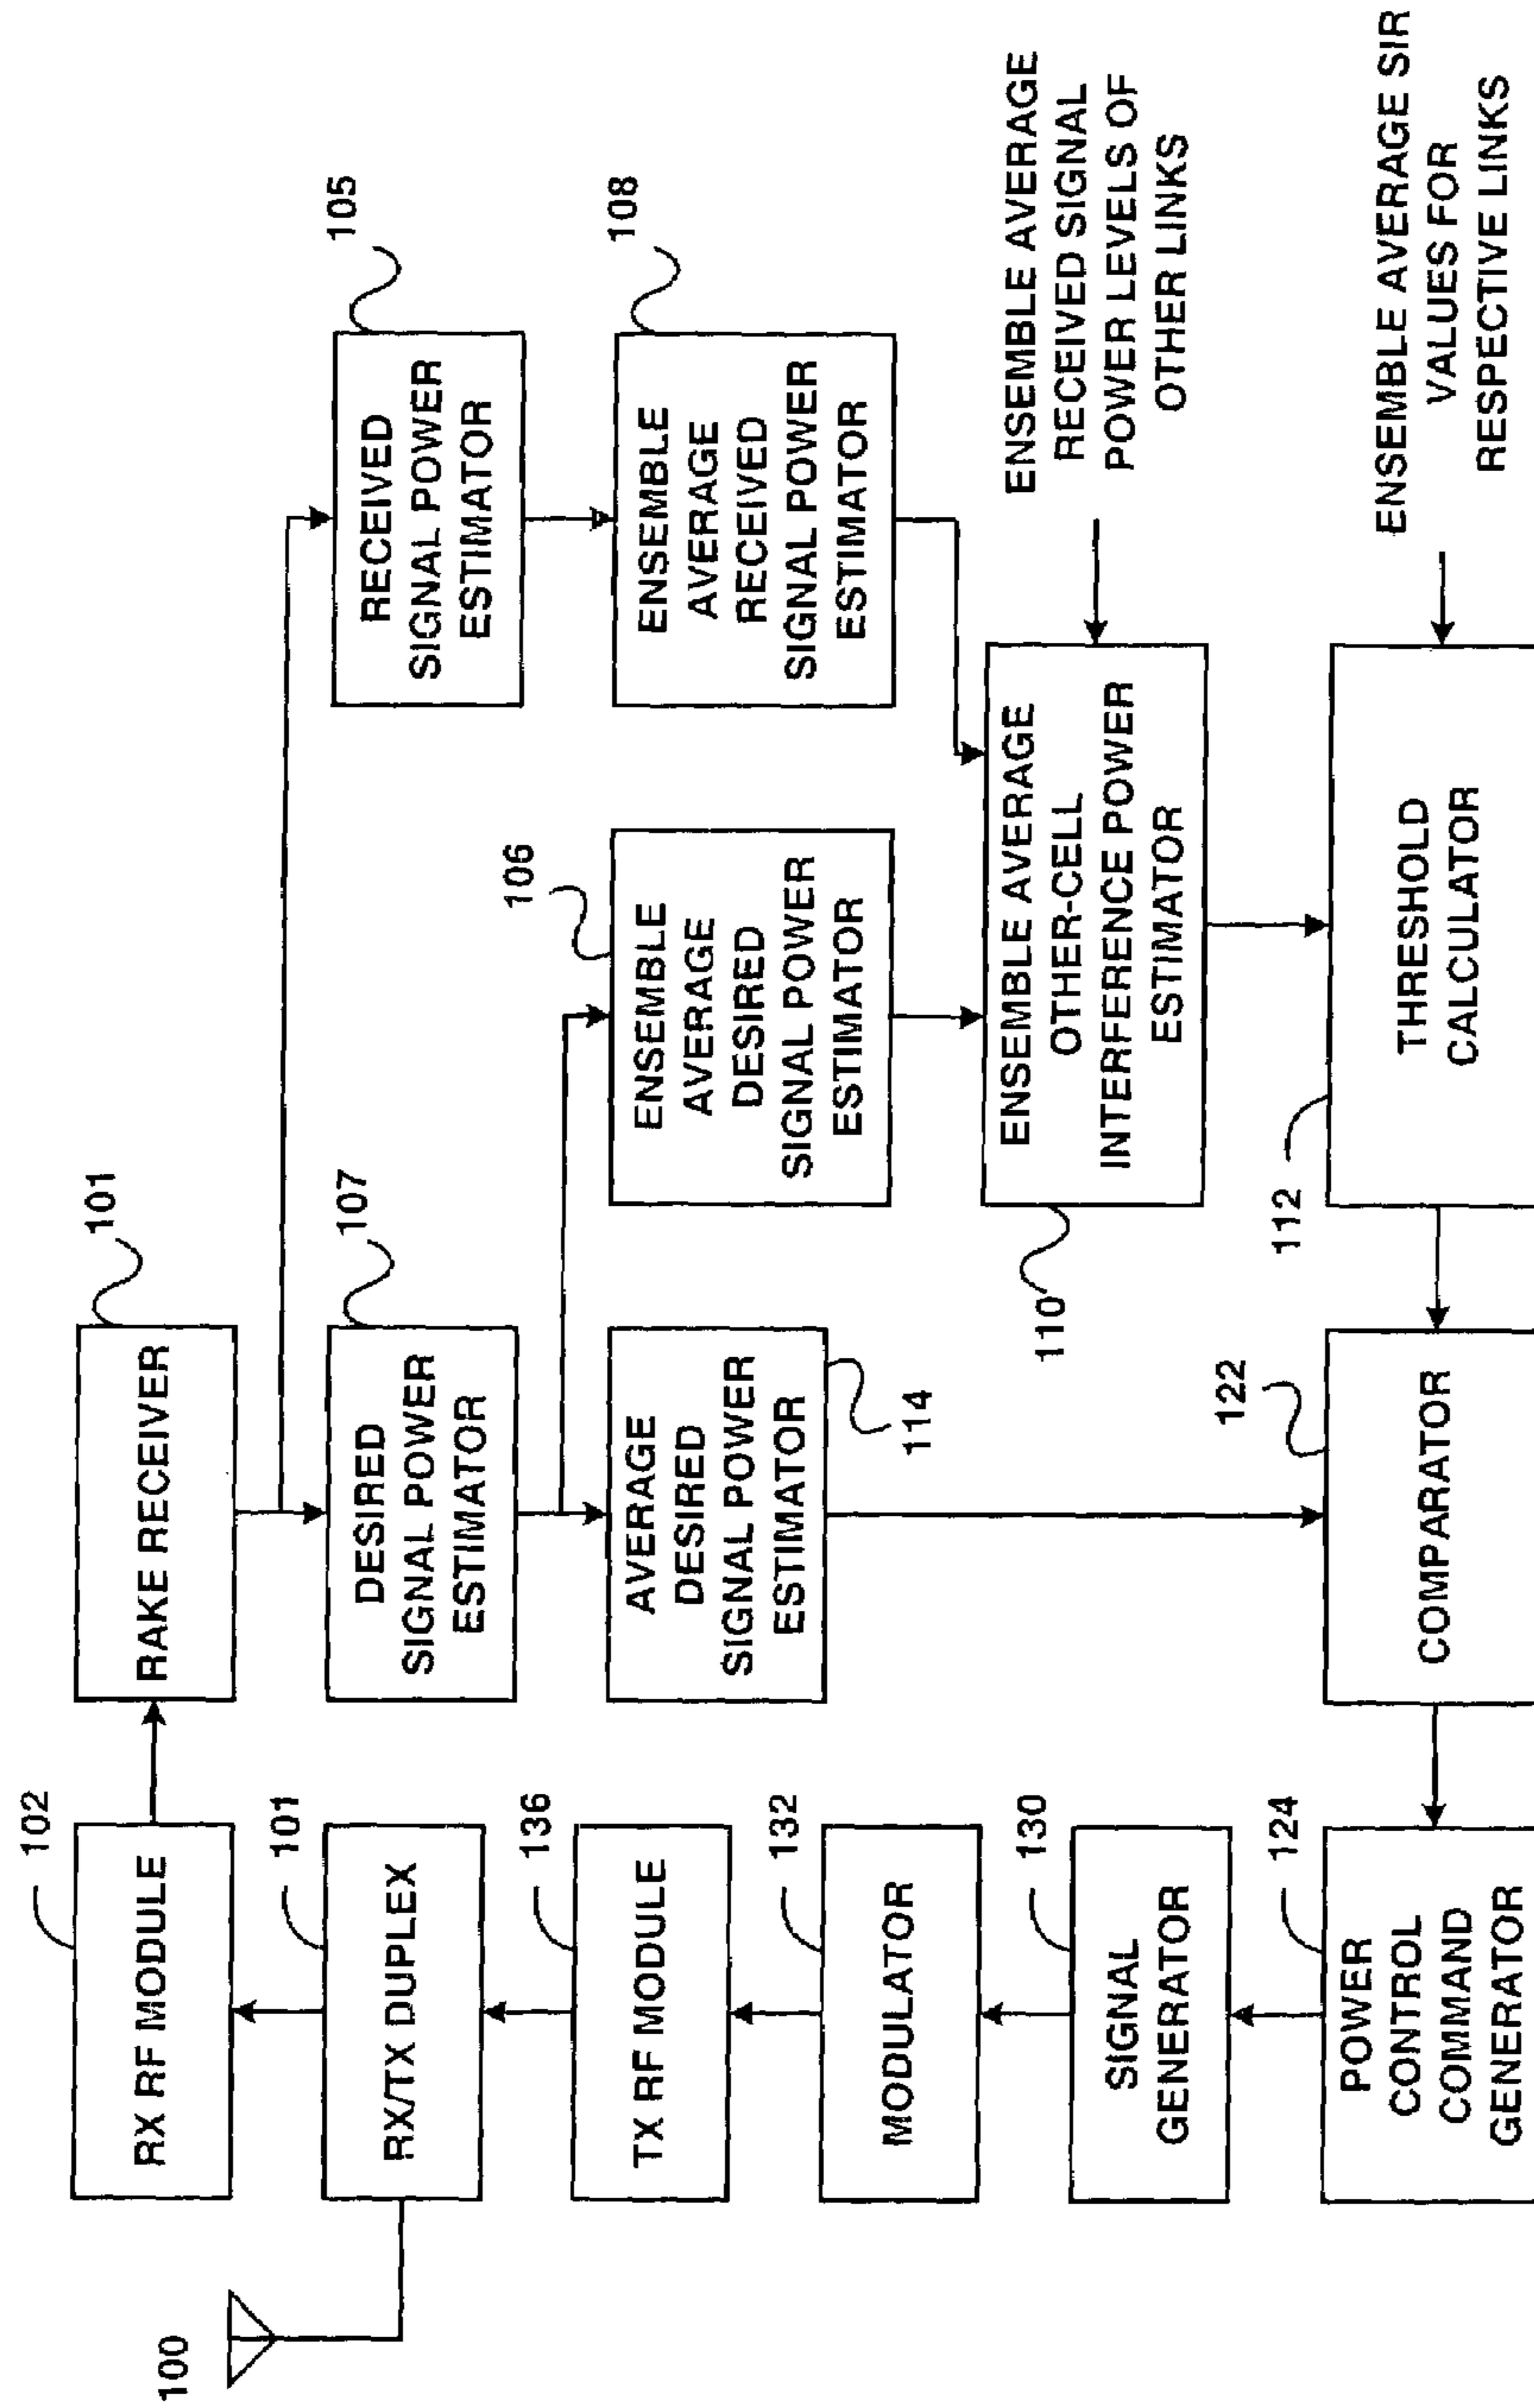 100
102
RX RF MODULE
101
RX/TX DUPLEX
136
TX RF MODULE
132
MODULATOR
130
SIGNAL
GENERATOR
124
POWER
CONTROL
COMMAND
GENERATOR
101
RAKE RECEIVER
107
DESIRED
SIGNAL POWER
ESTIMATOR
AVERAGE
DESIRED
SIGNAL POWER
ESTIMATOR
114
122
COMPARATOR
106
ENSEMBLE
AVERAGE
DESIRED
SIGNAL POWER
ESTIMATOR
105
RECEIVED
SIGNAL POWER
ESTIMATOR
108
ENSEMBLE
AVERAGE
RECEIVED
SIGNAL POWER
ESTIMATOR
110
ENSEMBLE AVERAGE
OTHER-CELL
INTERFERENCE POWER
ESTIMATOR
112
THRESHOLD
CALCULATOR
ENSEMBLE AVERAGE
RECEIVED SIGNAL
POWER LEVELS OF
OTHER LINKS
ENSEMBLE AVERAGE SIR
VALUES FOR
RESPECTIVE LINKS